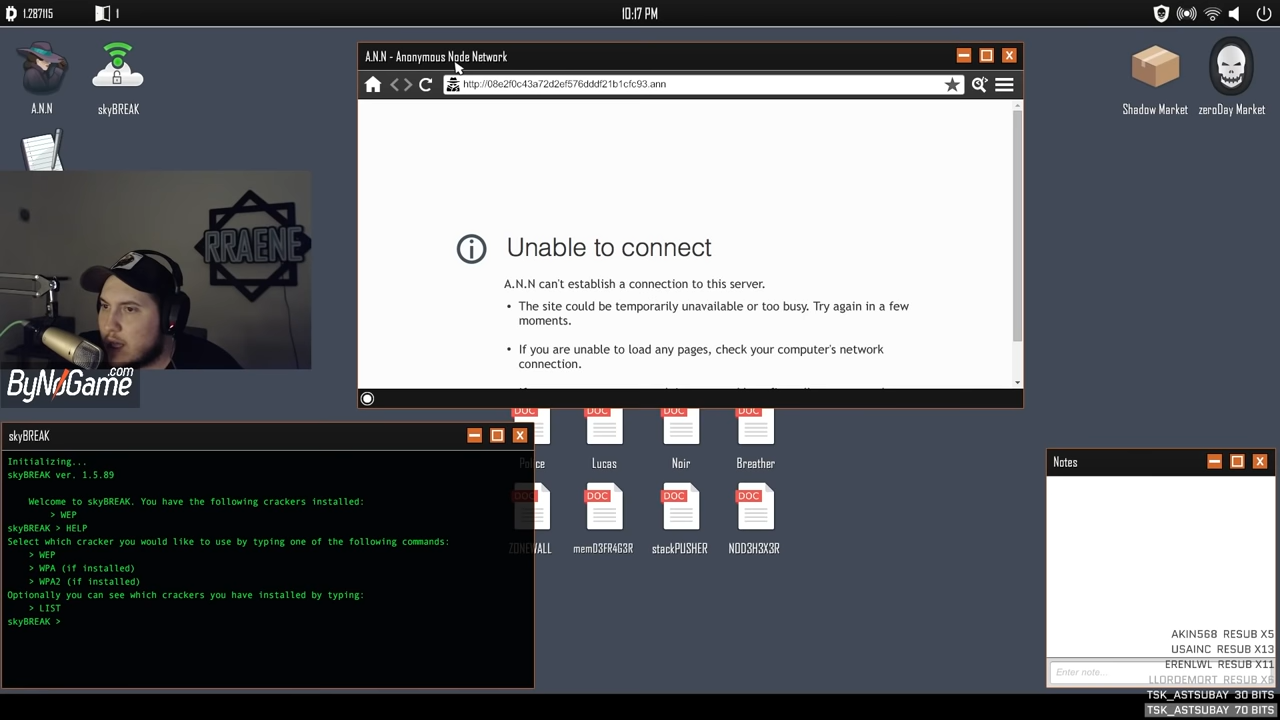 1.287115
1
10:17 PM
A.N.N
skyBREAK
Shadow Market
zeroDay Market
A.N.N - Anonymous Node Network
http://08e2f0c43a72d2ef576dddf21b1cfc93.ann
Unable to connect
A.N.N can't establish a connection to this server.
• The site could be temporarily unavailable or too busy. Try again in a few
moments.
• If you are unable to load any pages, check your computer's network
connection.
RRAENE
ByNoGame.com
DOC
DOC
DOC
DOC
Police
Lucas
Noir
Breather
DOC
DOC
DOC
DOC
ZONEWALL
memD3FR4G3R
stackPUSHER
NOD3H3X3R
skyBREAK
Initializing...
skyBREAK ver. 1.5.89
Welcome to skyBREAK. You have the following crackers installed:
> WEP
skyBREAK > HELP
Select which cracker you would like to use by typing one of the following commands:
> WEP
> WPA (if installed)
> WPA2 (if installed)
Optionally you can see which crackers you have installed by typing:
> LIST
skyBREAK >
Notes
Enter note...
AKIN568 RESUB X5
USAINC RESUB X13
ERENLWL RESUB X11
LLORDEMORT RESUB X6
TSK_ASTSUBAY 30 BITS
TSK_ASTSUBAY 70 BITS